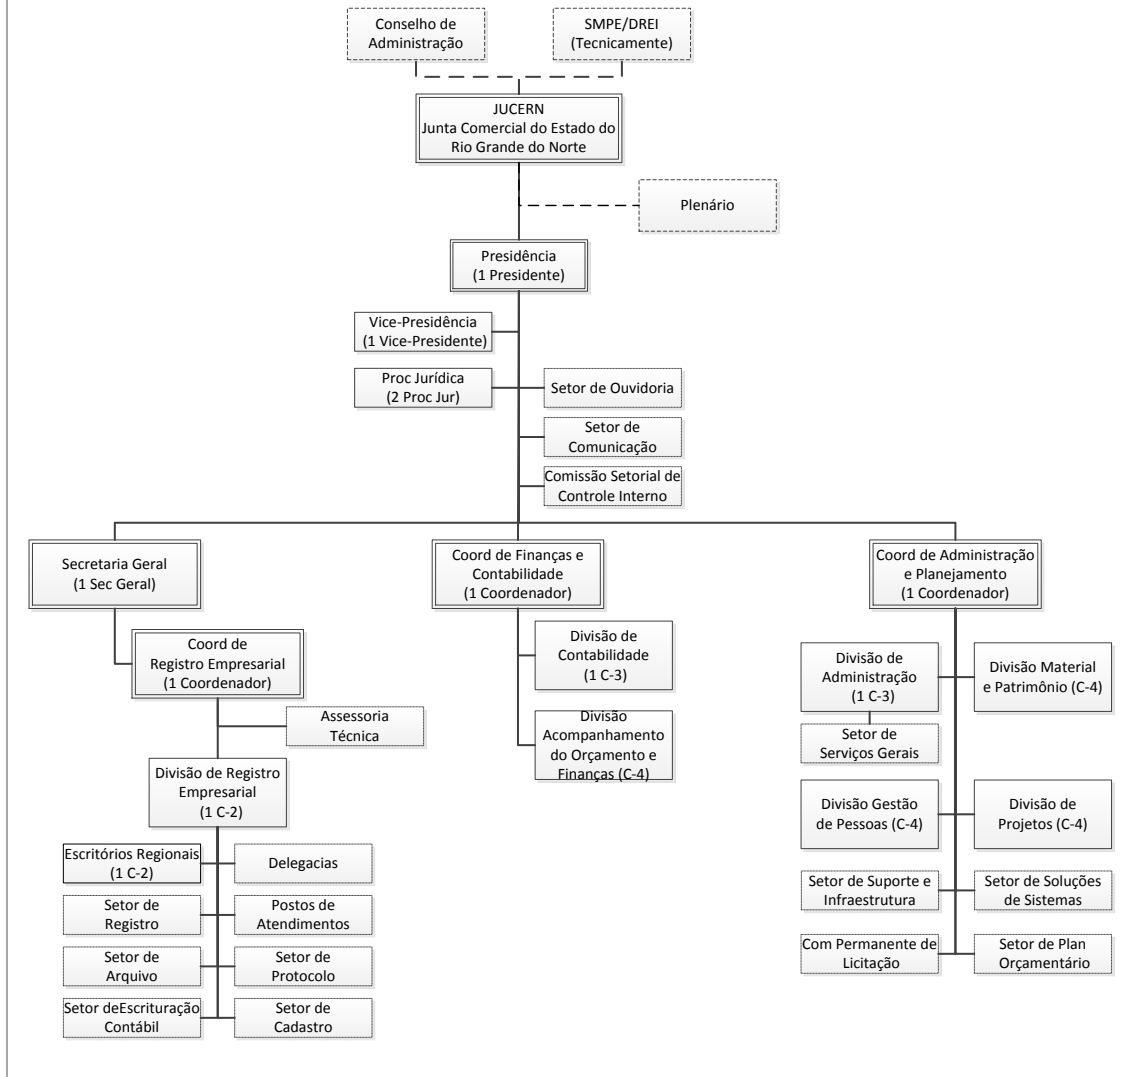 Conselho de
Administração
SMPE/DREI
(Tecnicamente)
JUCERN
Junta Comercial do Estado do
Rio Grande do Norte
Plenário
Presidência
(1 Presidente)
Vice-Presidência
(1 Vice-Presidente)
Proc Jurídica
(2 Proc Jur)
Setor de Ouvidoria
Setor de
Comunicação
Comissão Setorial de
Controle Interno
Secretaria Geral
(1 Sec Geral)
Coord de Finanças e
Contabilidade
(1 Coordenador)
Coord de Administração
e Planejamento
(1 Coordenador)
Coord de
Registro Empresarial
(1 Coordenador)
Assessoria
Técnica
Divisão de Registro
Empresarial
(1 C-2)
Escritórios Regionais
(1 C-2)
Delegacias
Setor de
Registro
Postos de
Atendimentos
Setor de
Arquivo
Setor de
Protocolo
Setor deEscrituração
Contábil
Setor de
Cadastro
Divisão de
Contabilidade
(1 C-3)
Divisão
Acompanhamento
do Orçamento e
Finanças (C-4)
Divisão de
Administração
(1 C-3)
Divisão Material
e Patrimônio (C-4)
Setor de
Serviços Gerais
Divisão Gestão
de Pessoas (C-4)
Divisão de
Projetos (C-4)
Setor de Suporte e
Infraestrutura
Setor de Soluções
de Sistemas
Com Permanente de
Licitação
Setor de Plan
Orçamentário